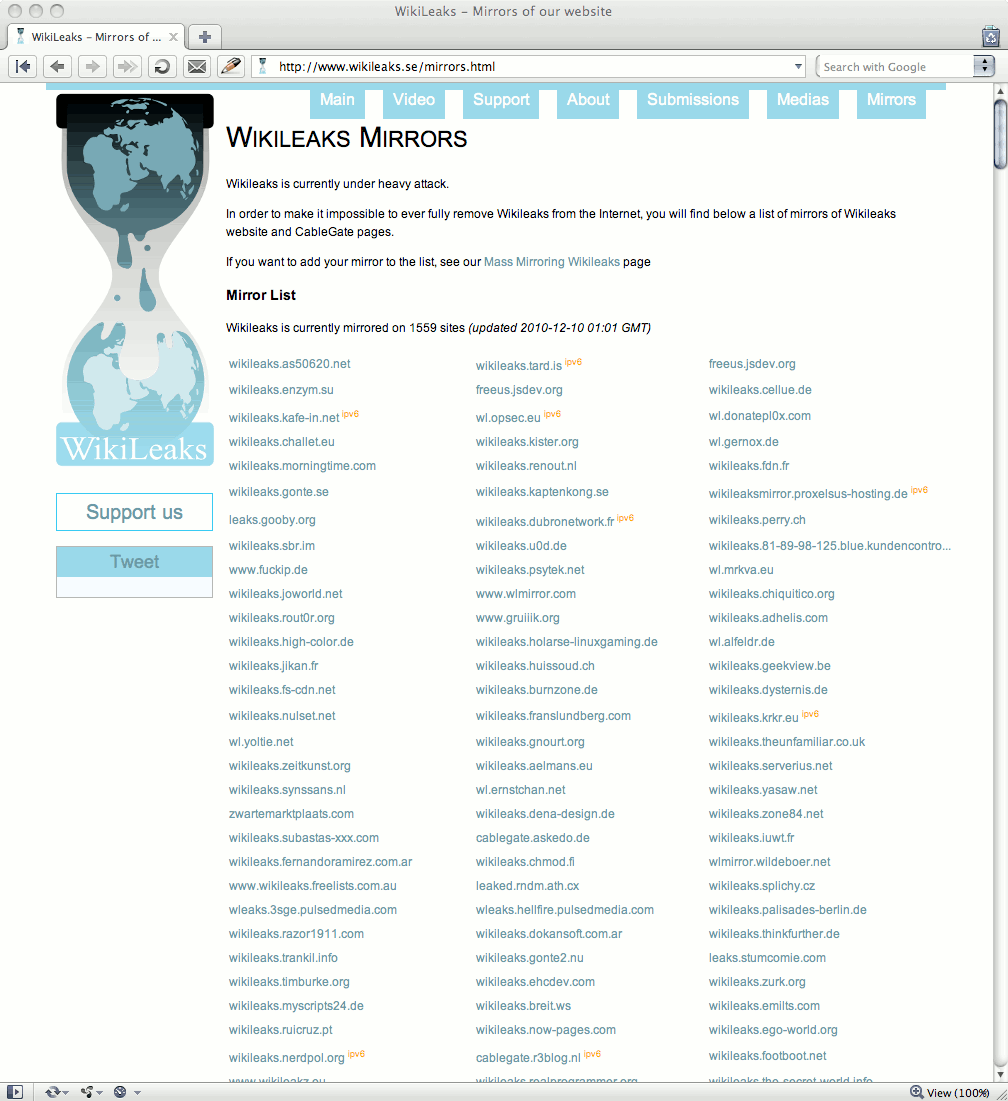 WikiLeaks – Mirrors of our website
WikiLeaks – Mirrors of ...
http://www.wikileaks.se/mirrors.html
Search with Google
Main Video Support About Submissions Medias Mirrors
WikiLeaks
Support us
Tweet
WIKILEAKS MIRRORS
Wikileaks is currently under heavy attack.
In order to make it impossible to ever fully remove Wikileaks from the Internet, you will find below a list of mirrors of Wikileaks
website and CableGate pages.
If you want to add your mirror to the list, see our Mass Mirroring Wikileaks page
Mirror List
Wikileaks is currently mirrored on 1559 sites (updated 2010-12-10 01:01 GMT)
wikileaks.as50620.net wikileaks.tard.is ipv6 freeus.jsdev.org
wikileaks.enzym.su freeus.jsdev.org wikileaks.cellue.de
wikileaks.kafe-in.net ipv6 wl.opsec.eu ipv6 wl.donatepl0x.com
wikileaks.challet.eu wikileaks.kister.org wl.gernox.de
wikileaks.morningtime.com wikileaks.renout.nl wikileaks.fdn.fr
wikileaks.gonte.se wikileaks.kaptenkong.se wikileaksmirror.proxelsus-hosting.de ipv6
leaks.gooby.org wikileaks.dubronetwork.fr ipv6 wikileaks.perry.ch
wikileaks.sbr.im wikileaks.u0d.de wikileaks.81-89-98-125.blue.kundencontro...
www.fuckip.de wikileaks.psytek.net wl.mrkva.eu
wikileaks.joworld.net www.wlmirror.com wikileaks.chiquitico.org
wikileaks.rout0r.org www.gruiiik.org wikileaks.adhelis.com
wikileaks.high-color.de wikileaks.holarse-linuxgaming.de wl.alfeldr.de
wikileaks.jikan.fr wikileaks.huissoud.ch wikileaks.geekview.be
wikileaks.fs-cdn.net wikileaks.burnzone.de wikileaks.dysternis.de
wikileaks.nulset.net wikileaks.franslundberg.com wikileaks.krkr.eu ipv6
wl.yoltie.net wikileaks.gnourt.org wikileaks.theunfamiliar.co.uk
wikileaks.zeitkunst.org wikileaks.aelmans.eu wikileaks.serverius.net
wikileaks.synssans.nl wl.ernstchan.net wikileaks.yasaw.net
zwartemarktplaats.com wikileaks.dena-design.de wikileaks.zone84.net
wikileaks.subastas-xxx.com cablegate.askedo.de wikileaks.iuwt.fr
wikileaks.fernandoramirez.com.ar wikileaks.chmod.fi wlmirror.wildeboer.net
www.wikileaks.freelists.com.au leaked.rndm.ath.cx wikileaks.splichy.cz
wleaks.3sge.pulsedmedia.com wleaks.hellfire.pulsedmedia.com wikileaks.palisades-berlin.de
wikileaks.razor1911.com wikileaks.dokansoft.com.ar wikileaks.thinkfurther.de
wikileaks.trankil.info wikileaks.gonte2.nu leaks.stumcomie.com
wikileaks.timburke.org wikileaks.ehcdev.com wikileaks.zurk.org
wikileaks.myscripts24.de wikileaks.breit.ws wikileaks.emilts.com
wikileaks.ruicruz.pt wikileaks.now-pages.com wikileaks.ego-world.org
wikileaks.nerdpol.org ipv6 cablegate.r3blog.nl ipv6 wikileaks.footboot.net
www.wikileakz.eu wikileaks.realprogrammer.org wikileaks.the-secret-world.info
View (100%)